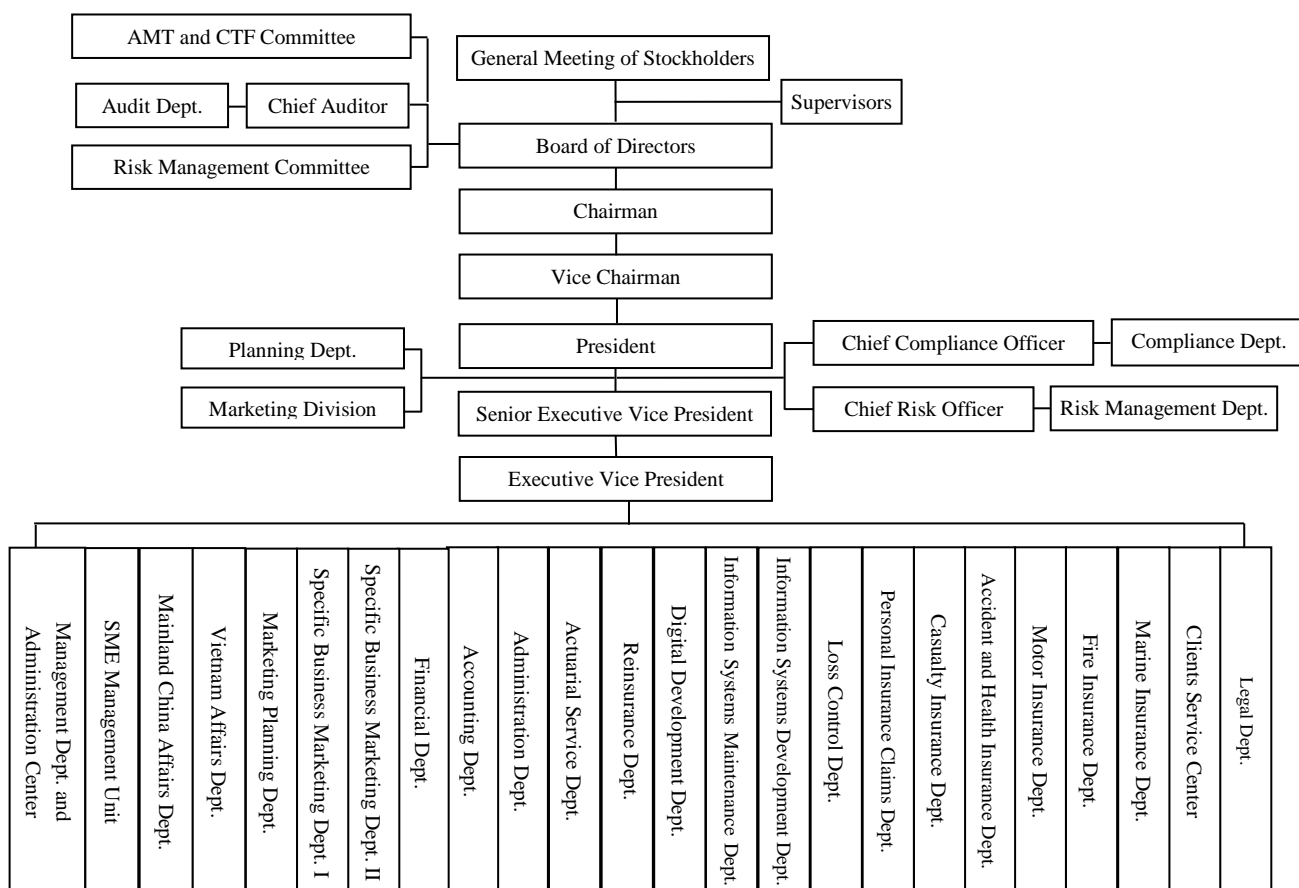 AMT and CTF Committee
General Meeting of Stockholders
Audit Dept.
Chief Auditor
Supervisors
Board of Directors
Risk Management Committee
Chairman
Vice Chairman
President
Planning Dept.
Chief Compliance Officer
Compliance Dept.
Marketing Division
Senior Executive Vice President
Chief Risk Officer
Risk Management Dept.
Executive Vice President
Management Dept. and
Administration Center
SME Management Unit
Mainland China Affairs Dept.
Vietnam Affairs Dept.
Marketing Planning Dept.
Specific Business Marketing Dept. I
Specific Business Marketing Dept. II
Financial Dept.
Accounting Dept.
Administration Dept.
Actuarial Service Dept.
Reinsurance Dept.
Digital Development Dept.
Information Systems Maintenance Dept.
Information Systems Development Dept.
Loss Control Dept.
Personal Insurance Claims Dept.
Casualty Insurance Dept.
Accident and Health Insurance Dept.
Motor Insurance Dept.
Fire Insurance Dept.
Marine Insurance Dept.
Clients Service Center
Legal Dept.